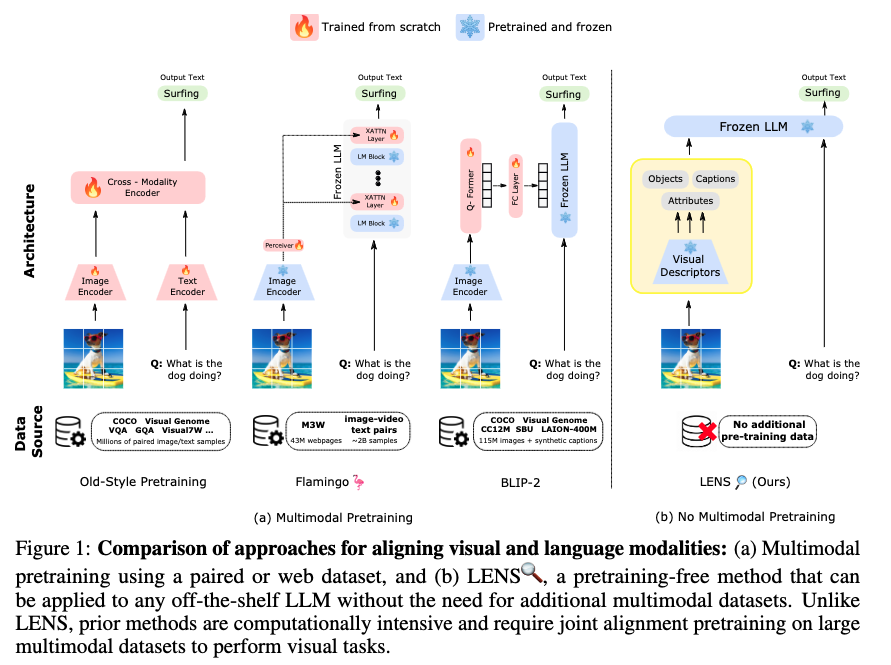 Trained from scratch
Pretrained and frozen
Output Text
Surfing
Cross - Modality
Encoder
Image
Encoder
Text
Encoder
Q: What is the
dog doing?
Output Text
Surfing
Frozen LLM
XATTN
Layer
LM Block
XATTN
Layer
LM Block
Perceiver
Image
Encoder
Q: What is the
dog doing?
Output Text
Surfing
Q- Former
FC Layer
Frozen LLM
Image
Encoder
Q: What is the
dog doing?
Output Text
Surfing
Frozen LLM
Objects
Captions
Attributes
Visual
Descriptors
Q: What is the
dog doing?
Architecture
Data
Source
COCO Visual Genome
VQA GQA Visual7W ...
Millions of paired image/text samples
M3W
43M webpages
image-video
text pairs
~2B samples
COCO Visual Genome
CC12M SBU LAION-400M
115M images + synthetic captions
No additional
pre-training data
Old-Style Pretraining
Flamingo
BLIP-2
LENS (Ours)
(a) Multimodal Pretraining
(b) No Multimodal Pretraining
Figure 1: Comparison of approaches for aligning visual and language modalities: (a) Multimodal
pretraining using a paired or web dataset, and (b) LENS, a pretraining-free method that can
be applied to any off-the-shelf LLM without the need for additional multimodal datasets. Unlike
LENS, prior methods are computationally intensive and require joint alignment pretraining on large
multimodal datasets to perform visual tasks.